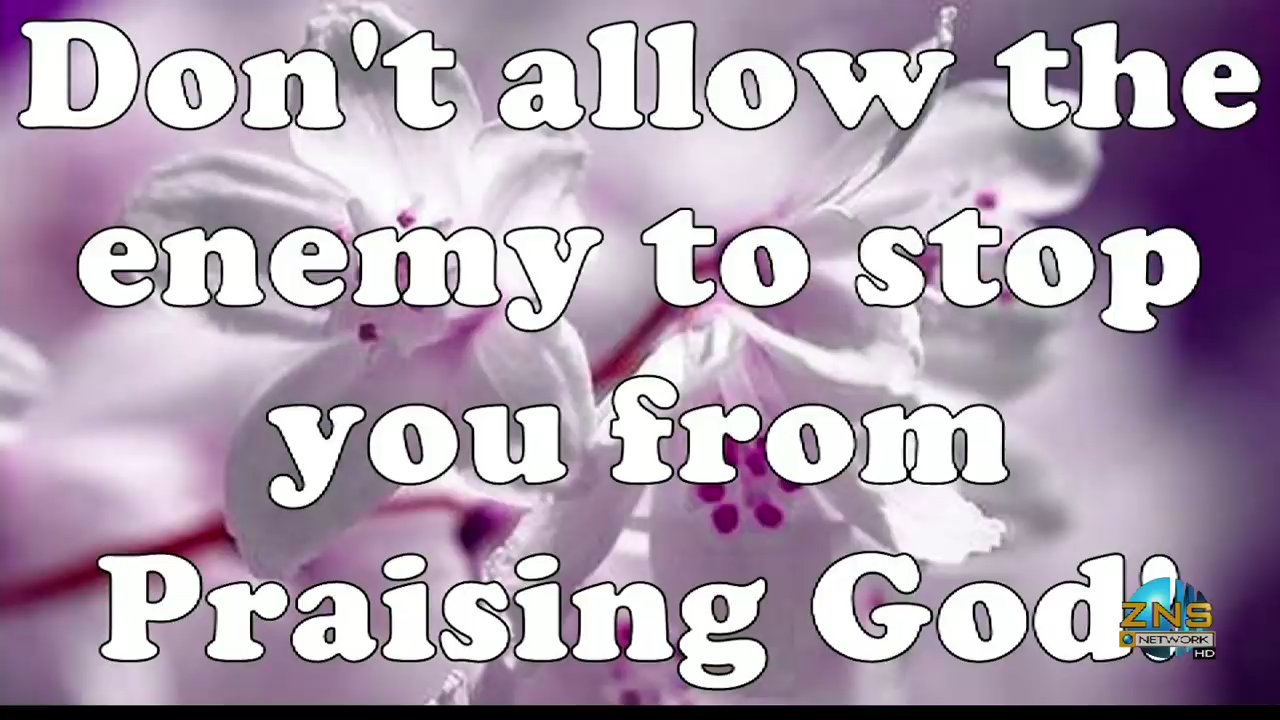 Don't allow the
enemy to stop
you from
Praising God!
ZNS
NETWORK
HD